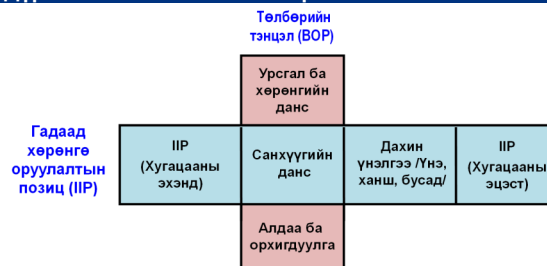 Төлбөрийн
тэнцэл (BOP)
Урсгал ба
хөрөнгийн
данс
Гадаад
хөрөнгө
оруулалтын
позиц (IIP)
IIP
(Хугацааны
эхэнд)
Санхүүгийн
данс
Дахин
үнэлгээ /Үнэ,
ханш, бусад/
IIP
(Хугацааны
эцэст)
Алдаа ба
орхигдуулга